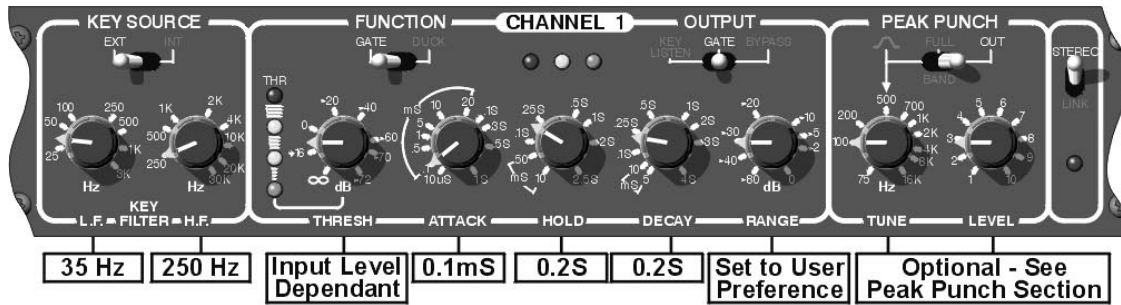 KEY SOURCE
FUNCTION
CHANNEL 1
OUTPUT
PEAK PUNCH
EXT
INT
GATE
DUCK
KEY
LISTEN
GATE
BYPASS
FULL
BAND
OUT
STEREO
LINK
25
50
100
250
500
1K
3K
Hz
L.F.
KEY
FILTER
250
500
1K
2K
4K
10K
20K
30K
Hz
H.F.
THR
∞
+16
0
-20
-40
-60
-70
-72
dB
THRESH
mS
10uS
.1
.5
1
5
10
20
.1S
.3S
.5S
1S
ATTACK
mS
10
50
.1S
.25S
.5S
1S
2S
2.5S
HOLD
mS
5
10
.1S
.25S
.5S
1S
2S
4S
DECAY
-80
-40
-30
-20
-10
-5
-2
0
dB
RANGE
75
100
200
500
700
1K
2K
4K
8K
16K
Hz
TUNE
1
2
3
4
5
6
7
8
9
10
LEVEL
35 Hz
250 Hz
Input Level
Dependant
0.1mS
0.2S
0.2S
Set to User
Preference
Optional - See
Peak Punch Section